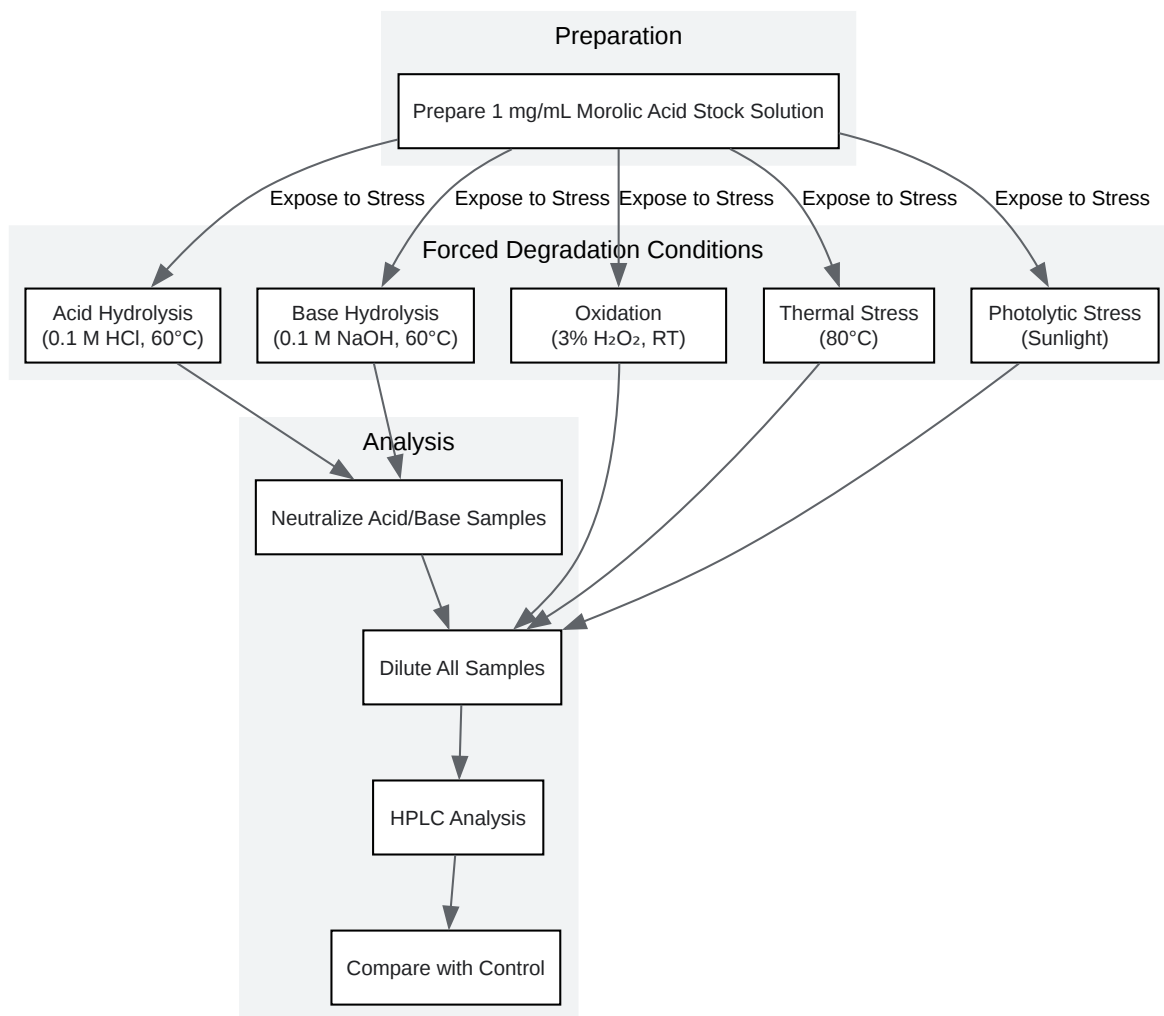 Preparation
Prepare 1 mg/mL Morolic Acid Stock Solution
Expose to Stress
Expose to Stress
Expose to Stress
Expose to Stress
Expose to Stress
Forced Degradation Conditions
Acid Hydrolysis
(0.1 M HCl, 60°C)
Base Hydrolysis
(0.1 M NaOH, 60°C)
Oxidation
(3% H₂O₂, RT)
Thermal Stress
(80°C)
Photolytic Stress
(Sunlight)
Analysis
Neutralize Acid/Base Samples
Dilute All Samples
HPLC Analysis
Compare with Control